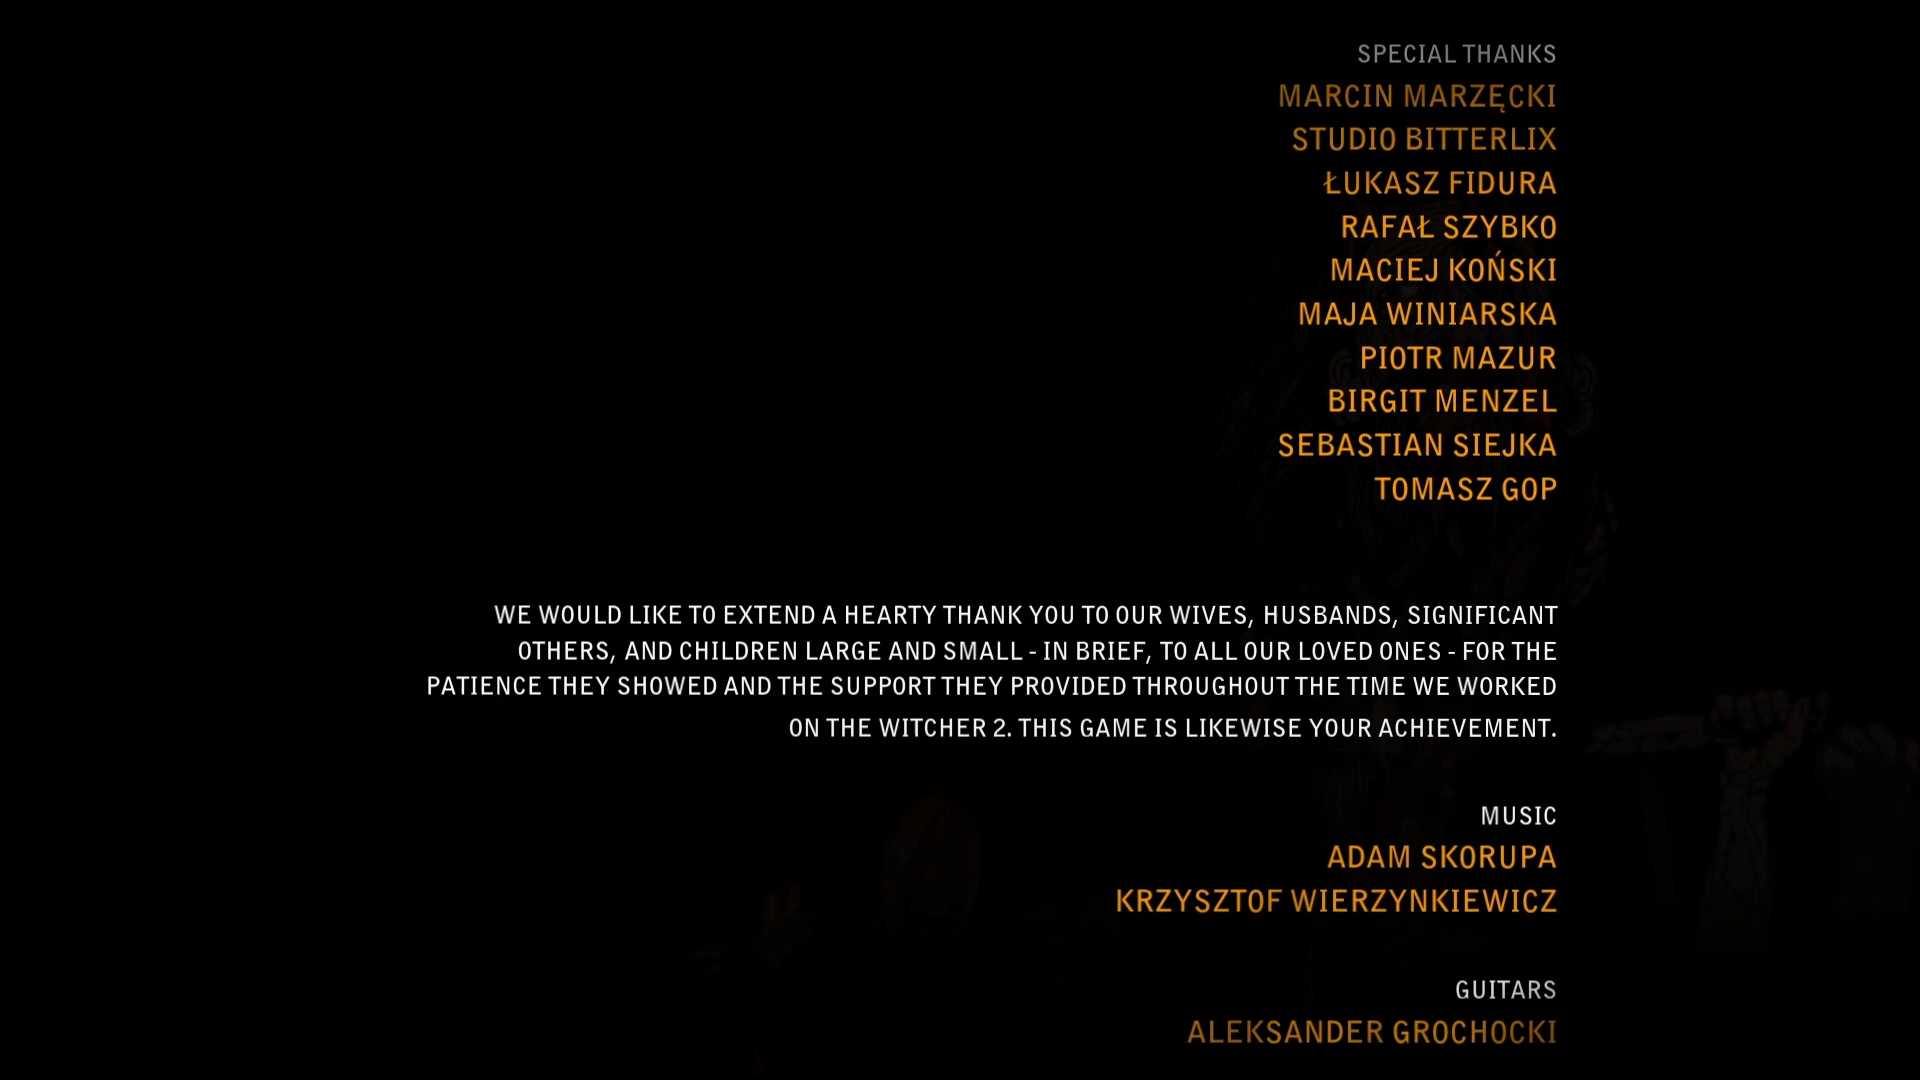 SPECIAL THANKS
MARCIN MARZĘCKI
STUDIO BITTERLIX
ŁUKASZ FIDURA
RAFAŁ SZYBKO
MACIEJ KOŃSKI
MAJA WINIARSKA
PIOTR MAZUR
BIRGIT MENZEL
SEBASTIAN SIEJKA
TOMASZ GOP
WE WOULD LIKE TO EXTEND A HEARTY THANK YOU TO OUR WIVES, HUSBANDS, SIGNIFICANT
OTHERS, AND CHILDREN LARGE AND SMALL - IN BRIEF, TO ALL OUR LOVED ONES - FOR THE
PATIENCE THEY SHOWED AND THE SUPPORT THEY PROVIDED THROUGHOUT THE TIME WE WORKED
ON THE WITCHER 2. THIS GAME IS LIKEWISE YOUR ACHIEVEMENT.
MUSIC
ADAM SKORUPA
KRZYSZTOF WIERZYNKIEWICZ
GUITARS
ALEKSANDER GROCHOCKI